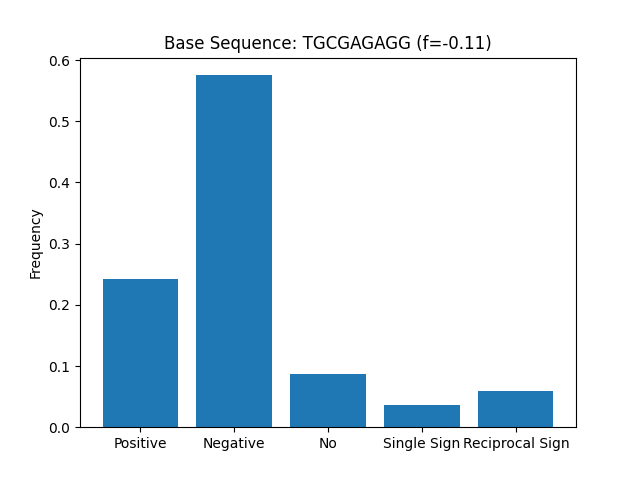 Base Sequence: TGCGAGAGG (f=-0.11)
0.6
0.5
0.4
0.3
0.2
0.1
0.0
Frequency
Positive Negative No Single Sign Reciprocal Sign